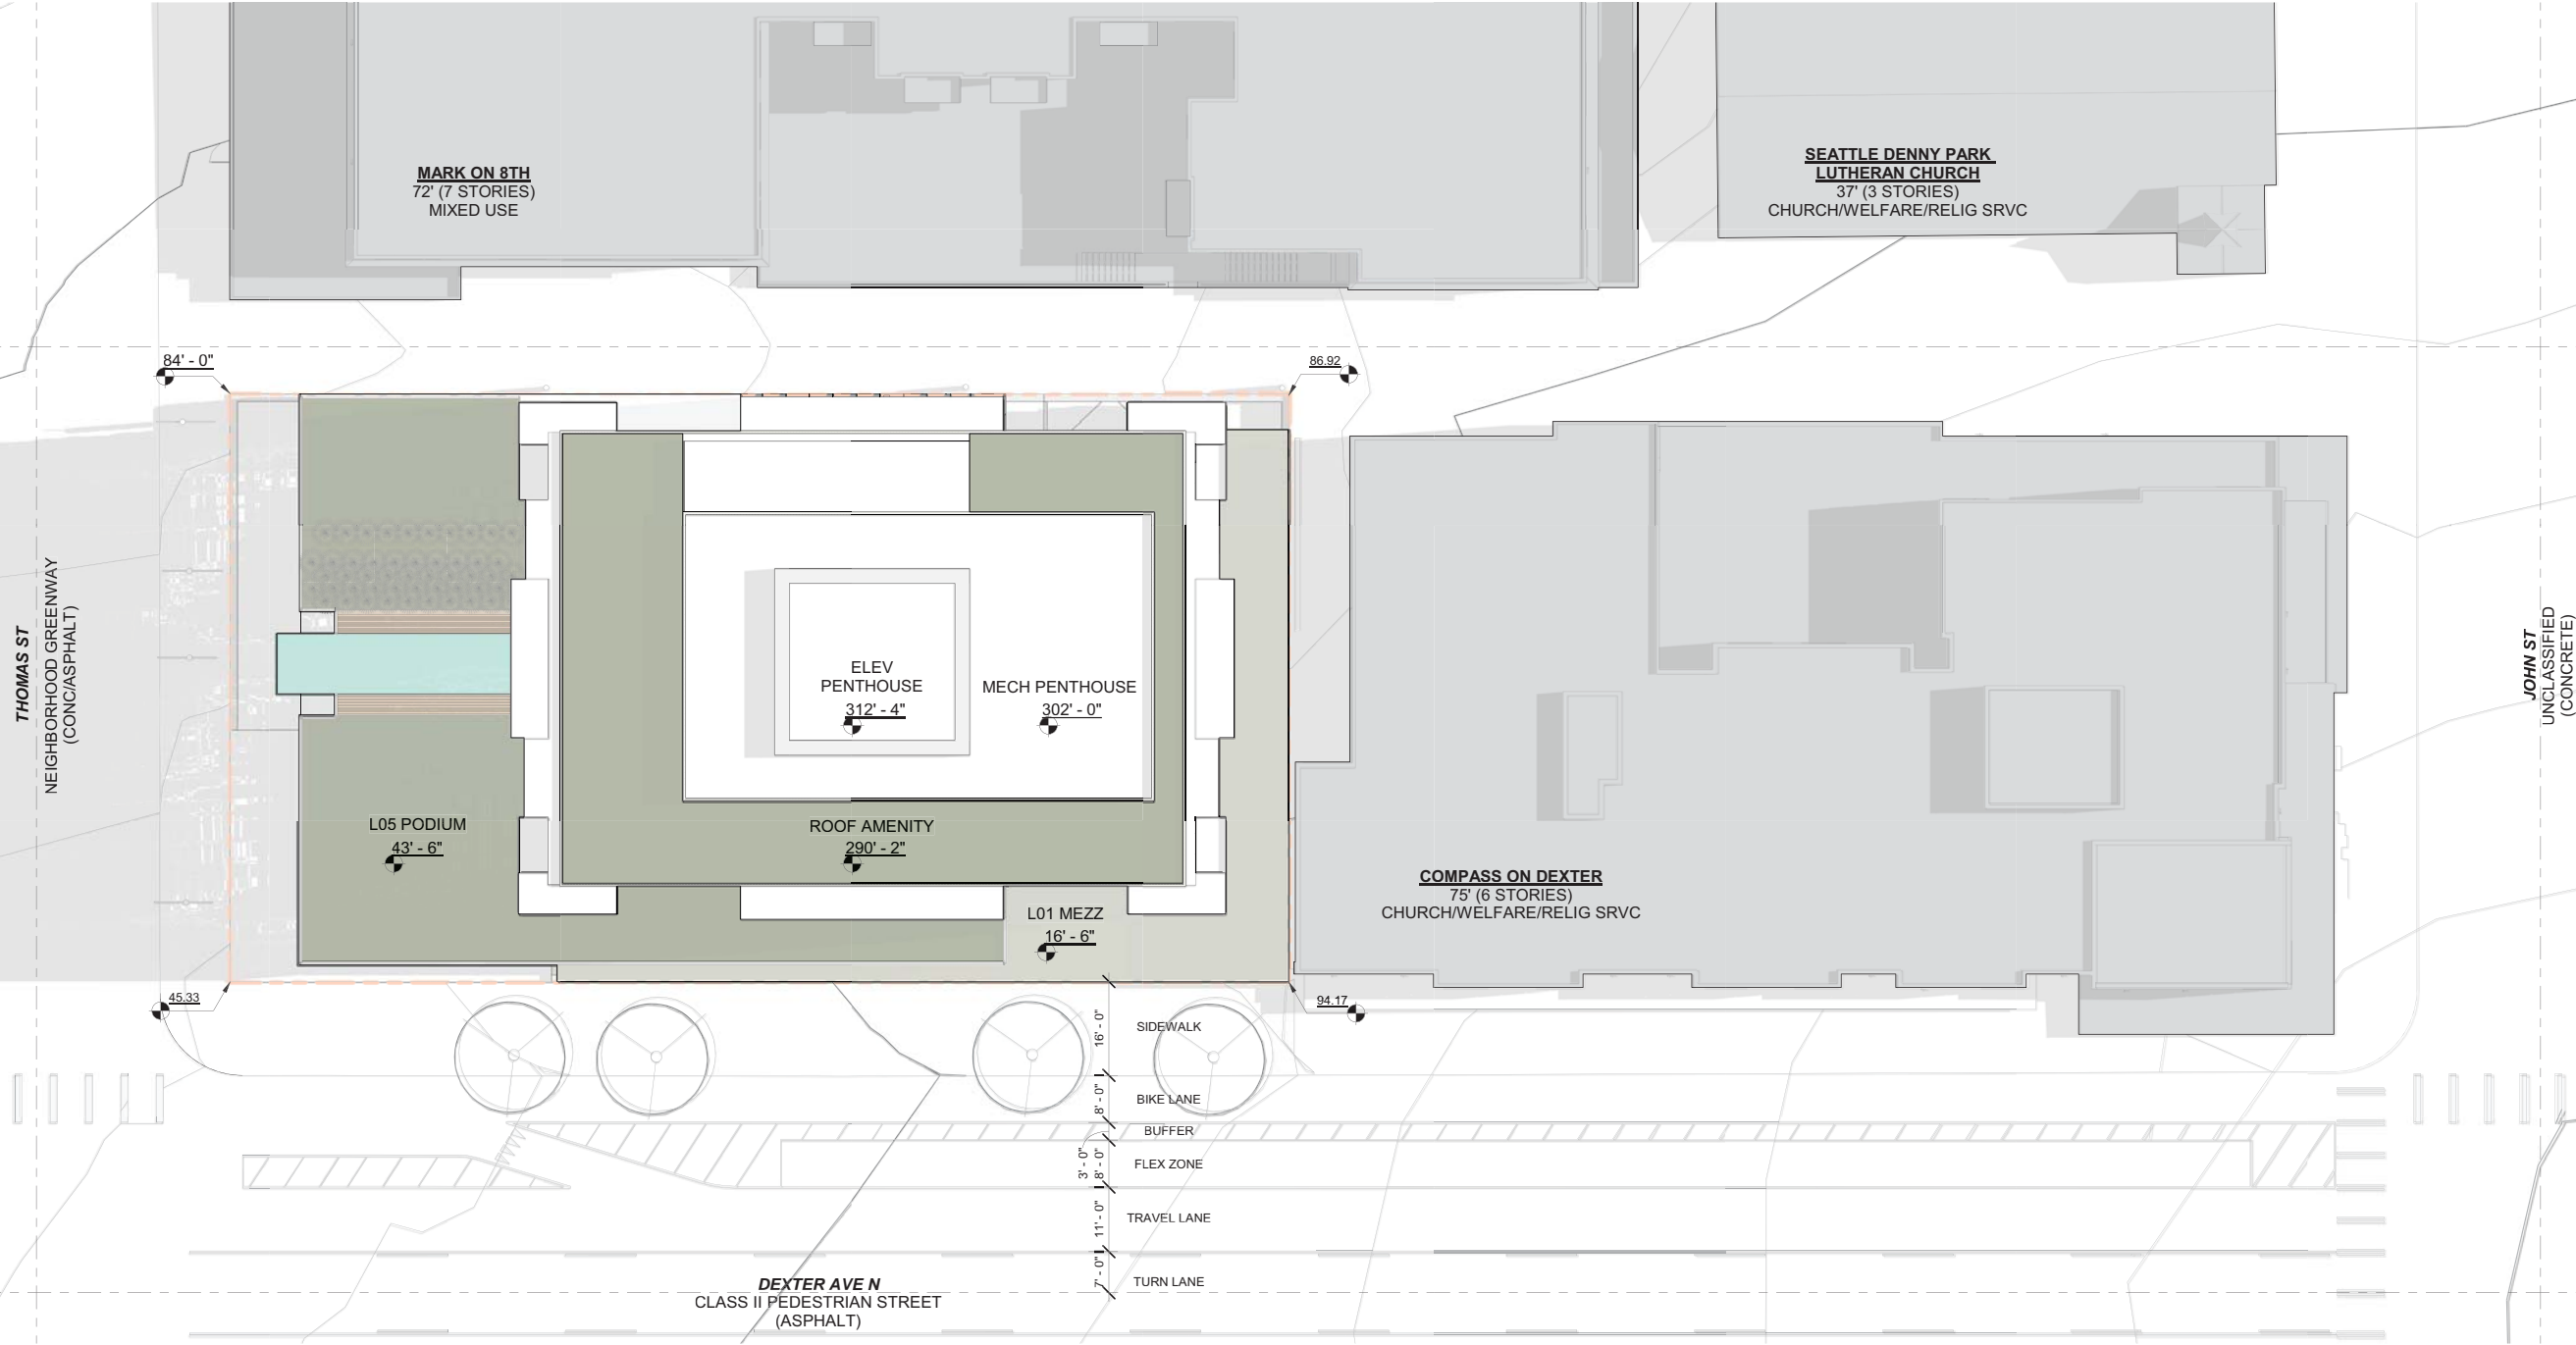 MARK ON 8TH
72' (7 STORIES)
MIXED USE
SEATTLE DENNY PARK
LUTHERAN CHURCH
37' (3 STORIES)
CHURCH/WELFARE/RELIG SRVC
84' - 0"
86.92
THOMAS ST
NEIGHBORHOOD GREENWAY
(CONC/ASPHALT)
ELEV
PENTHOUSE
312' - 4"
MECH PENTHOUSE
302' - 0"
JOHN ST
UNCLASSIFIED
(CONCRETE)
L05 PODIUM
43' - 6"
ROOF AMENITY
290' - 2"
L01 MEZZ
16' - 6"
COMPASS ON DEXTER
75' (6 STORIES)
CHURCH/WELFARE/RELIG SRVC
45.33
94.17
16' - 0"
SIDEWALK
8' - 0"
BIKE LANE
BUFFER
3' - 0"
8' - 0"
FLEX ZONE
11' - 0"
TRAVEL LANE
7' - 0"
TURN LANE
DEXTER AVE N
CLASS II PEDESTRIAN STREET
(ASPHALT)